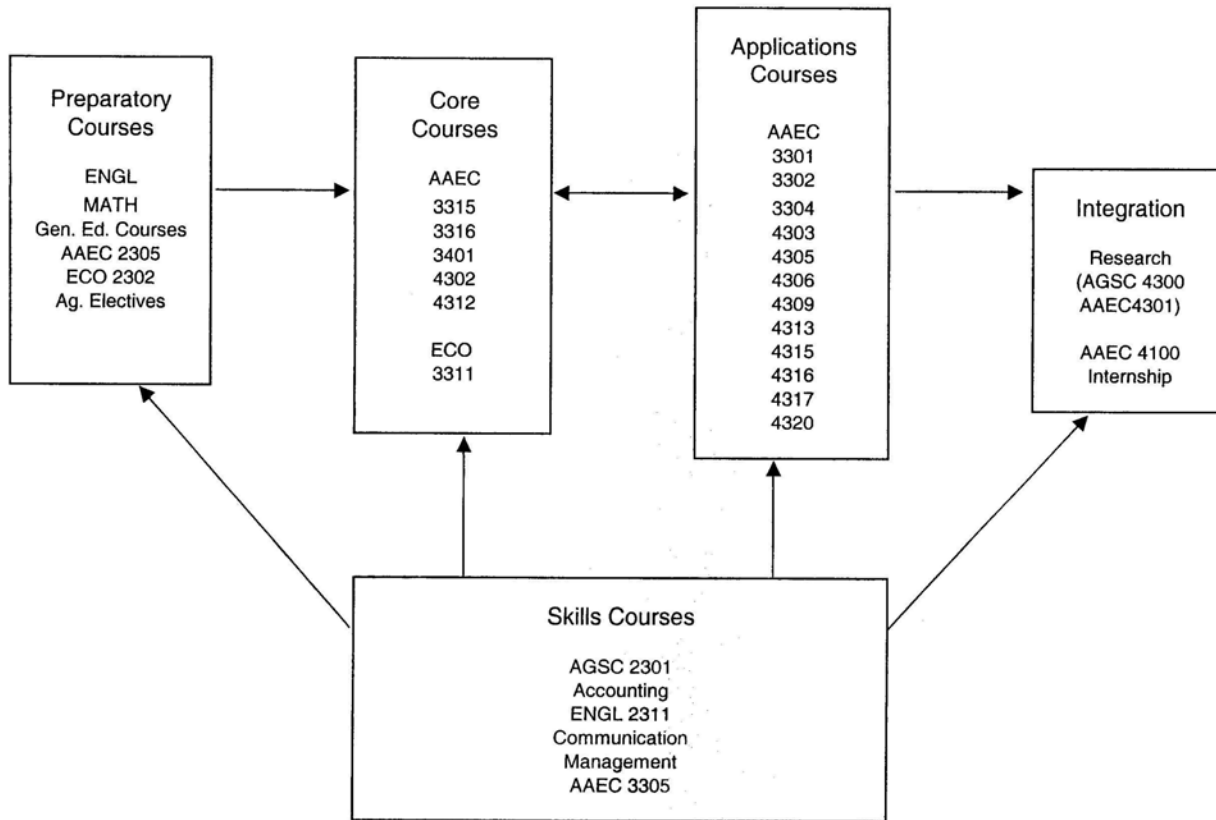 Preparatory
Courses
ENGL
MATH
Gen. Ed. Courses
AAEC 2305
ECO 2302
Ag. Electives
Core
Courses
AAEC
3315
3316
3401
4302
4312
ECO
3311
Applications
Courses
AAEC
3301
3302
3304
4303
4305
4306
4309
4313
4315
4316
4317
4320
Integration
Research
(AGSC 4300
AAEC4301)
AAEC 4100
Internship
Skills Courses
AGSC 2301
Accounting
ENGL 2311
Communication
Management
AAEC 3305